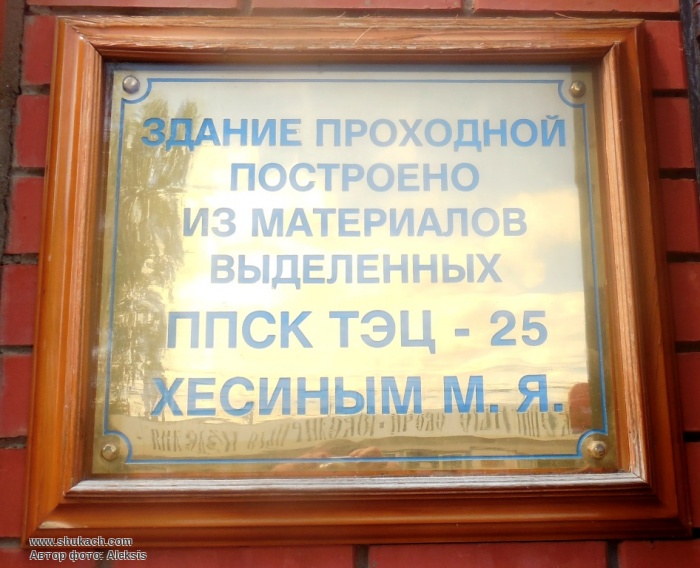 ЗДАНИЕ ПРОХОДНОЙ
ПОСТРОЕНО
ИЗ МАТЕРИАЛОВ
ВЫДЕЛЕННЫХ
ППСК ТЭЦ - 25
ХЕСИНЫМ М. Я.
www.shukach.com
Автор фото: Aleksis